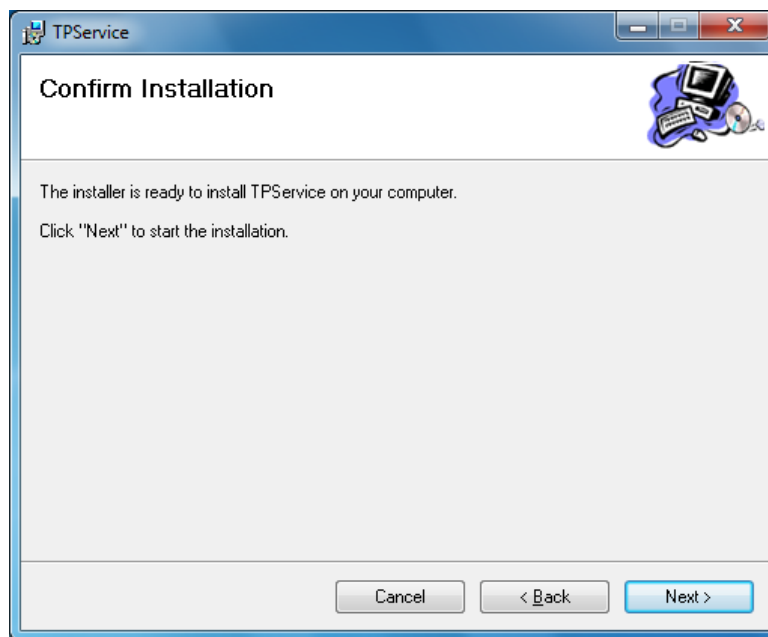 TPService
Confirm Installation
The installer is ready to install TPService on your computer.
Click "Next" to start the installation.
Cancel
< Back
Next >